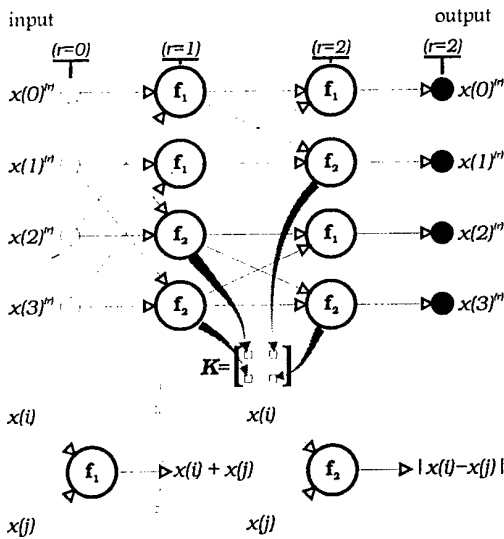 input output
(r=0) (r=1) (r=2) (r=2)
x(0)⁽ʳ⁾ f₁ f₁ x(0)⁽ʳ⁾
x(1)⁽ʳ⁾ f₁ f₂ x(1)⁽ʳ⁾
x(2)⁽ʳ⁾ f₂ f₁ x(2)⁽ʳ⁾
x(3)⁽ʳ⁾ f₂ f₂ x(3)⁽ʳ⁾
K=
x(i) x(i)
f₁ x(i) + x(j) f₂ |x(i)-x(j)|
x(j) x(j)